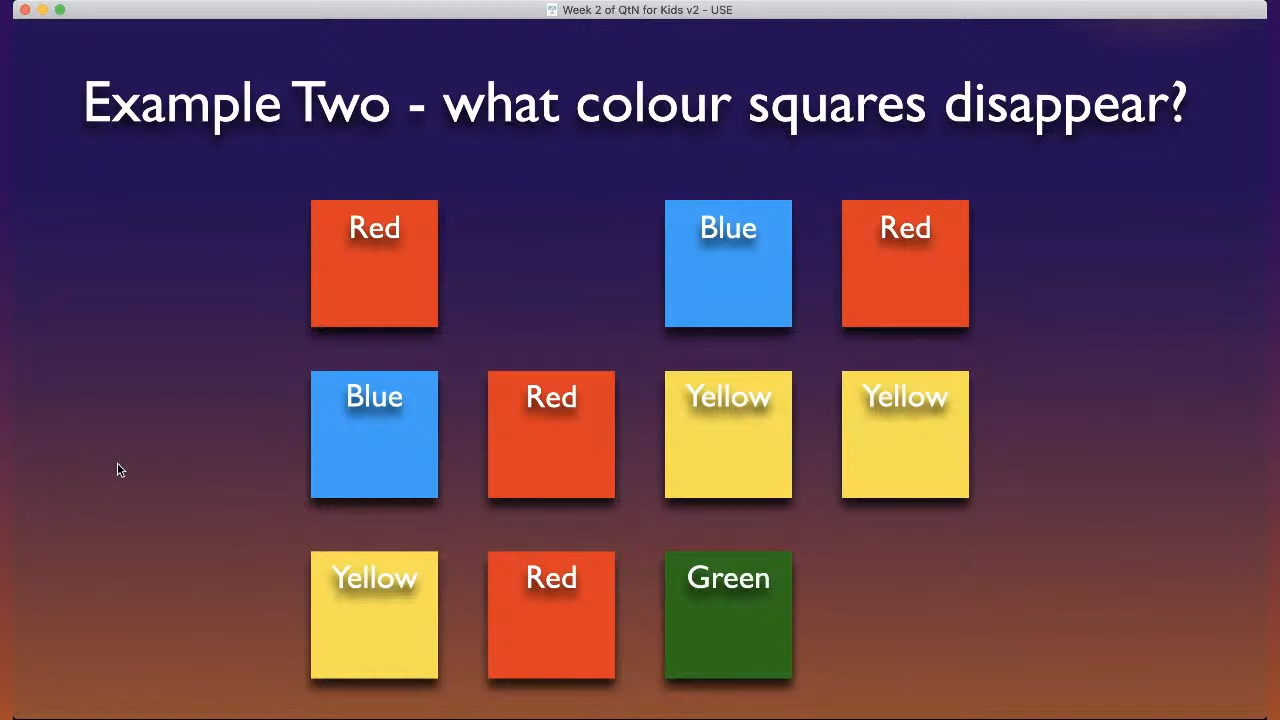 Week 2 of QtN for Kids v2 - USE
Example Two - what colour squares disappear?
Red Blue Red
Blue Red Yellow Yellow
Yellow Red Green